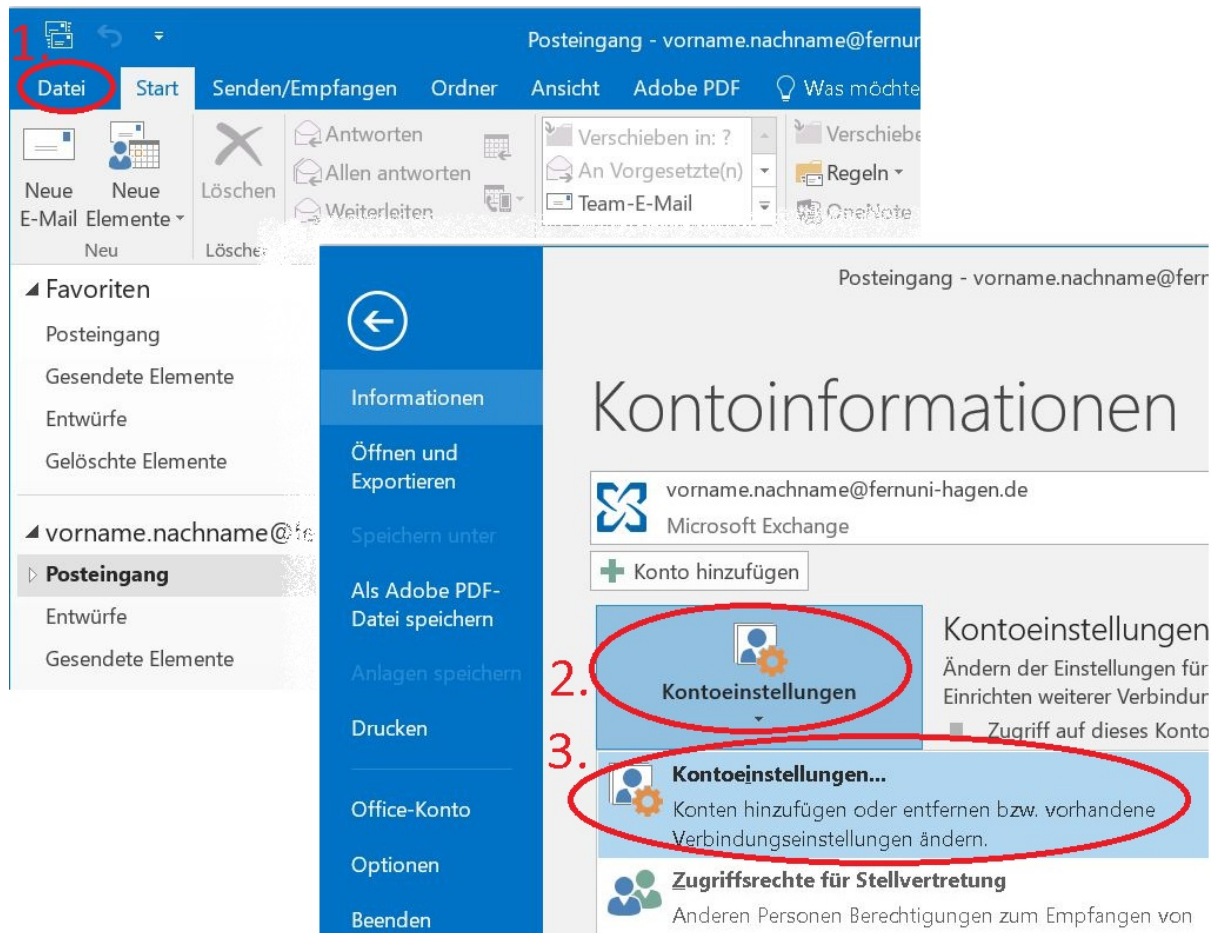 1.
Posteingang - vorname.nachname@fernun
Datei Start Senden/Empfangen Ordner Ansicht Adobe PDF Was möchte
Neue E-Mail
Neue Elemente
Löschen
Antworten
Allen antworten
Weiterleiten
Verschieben in: ?
An Vorgesetzte(n)
Team-E-Mail
Verschiebe
Regeln
OneNote
Neu
Lösche
Favoriten
Posteingang
Gesendete Elemente
Entwürfe
Gelöschte Elemente
vorname.nachname@fe
Posteingang
Entwürfe
Gesendete Elemente
Posteingang - vorname.nachname@fern
Informationen
Öffnen und
Exportieren
Speichern unter
Als Adobe PDF-
Datei speichern
Anlagen speichern
Drucken
Office-Konto
Optionen
Beenden
Kontoinformationen
vorname.nachname@fernuni-hagen.de
Microsoft Exchange
Konto hinzufügen
2.
Kontoeinstellungen
Kontoeinstellungen
Ändern der Einstellungen für
Einrichten weiterer Verbindun
Zugriff auf dieses Konto
3.
Kontoeinstellungen...
Konten hinzufügen oder entfernen bzw. vorhandene
Verbindungseinstellungen ändern.
Zugriffsrechte für Stellvertretung
Anderen Personen Berechtigungen zum Empfangen von